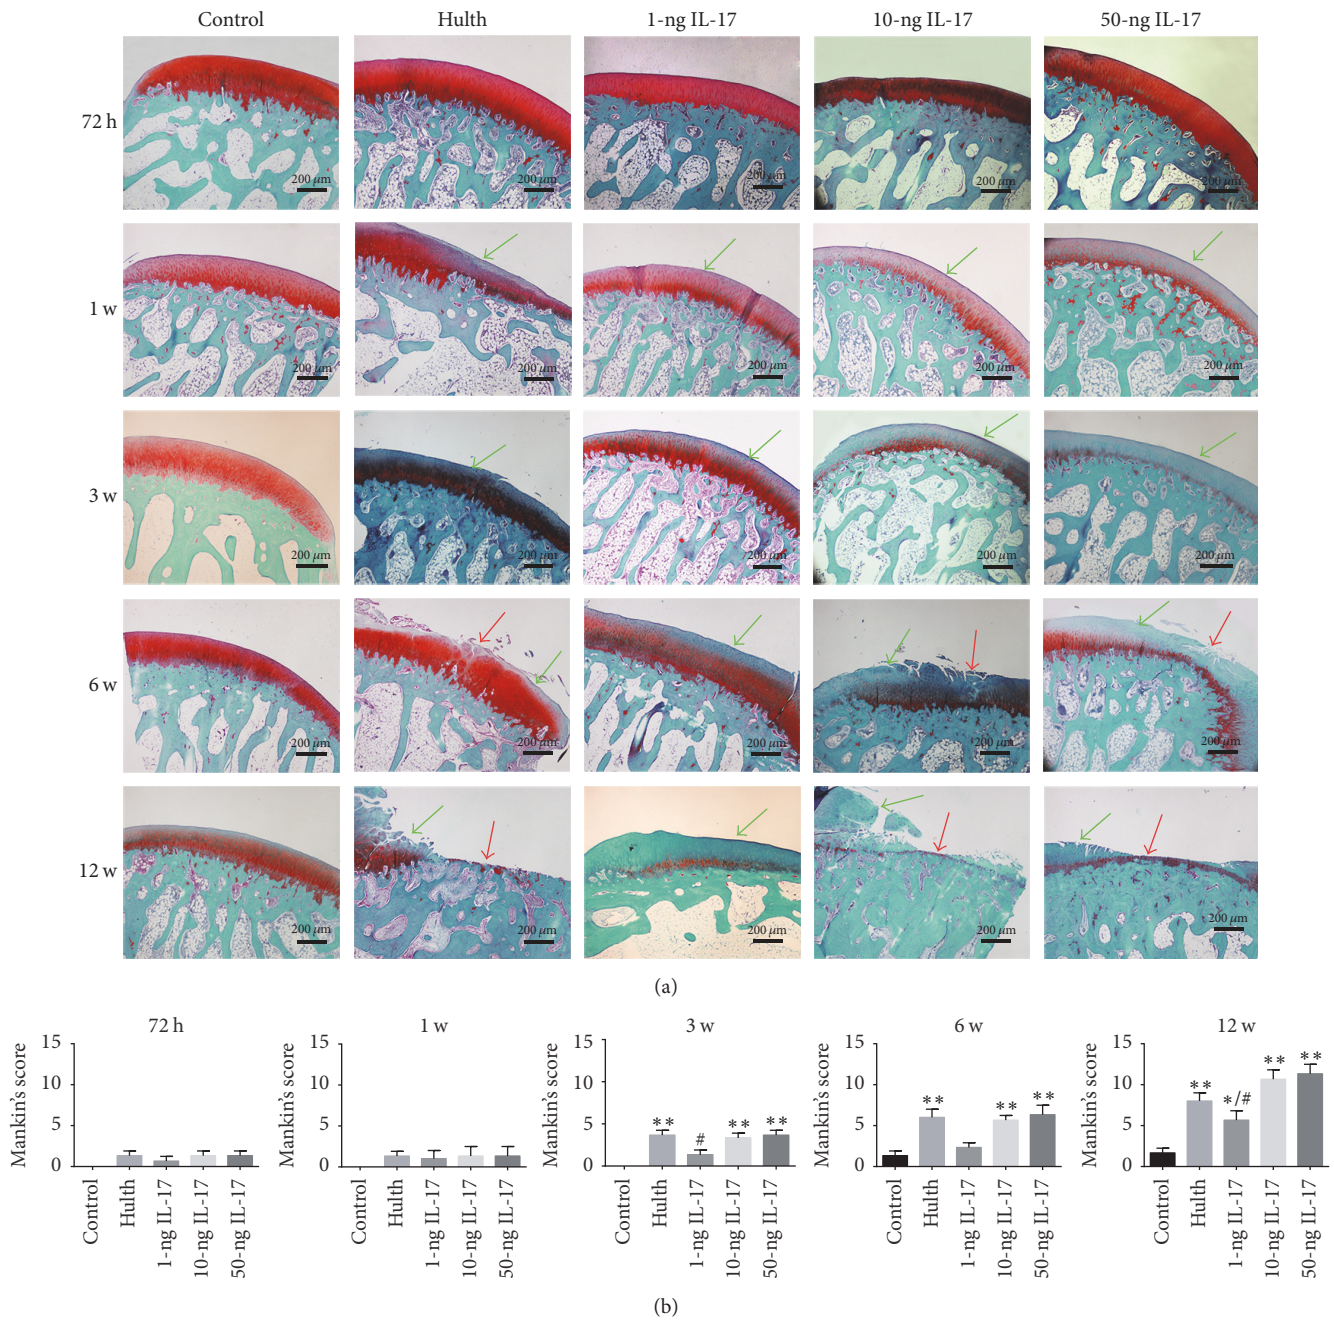 Control Hulth 1-ng IL-17 10-ng IL-17 50-ng IL-17
72 h
200 μm 200 μm 200 μm 200 μm 200 μm
1 w
200 μm 200 μm 200 μm 200 μm 200 μm
3 w
200 μm 200 μm 200 μm 200 μm 200 μm
6 w
200 μm 200 μm 200 μm 200 μm 200 μm
12 w
200 μm 200 μm 200 μm 200 μm 200 μm
(a)
72 h
Mankin's score
15
10
5
0
Control
Hulth
1-ng IL-17
10-ng IL-17
50-ng IL-17
1 w
Mankin's score
15
10
5
0
Control
Hulth
1-ng IL-17
10-ng IL-17
50-ng IL-17
3 w
Mankin's score
15
10
5
0
** # ** **
Control
Hulth
1-ng IL-17
10-ng IL-17
50-ng IL-17
6 w
Mankin's score
15
10
5
0
** ** **
Control
Hulth
1-ng IL-17
10-ng IL-17
50-ng IL-17
12 w
Mankin's score
15
10
5
0
** */# ** **
Control
Hulth
1-ng IL-17
10-ng IL-17
50-ng IL-17
(b)